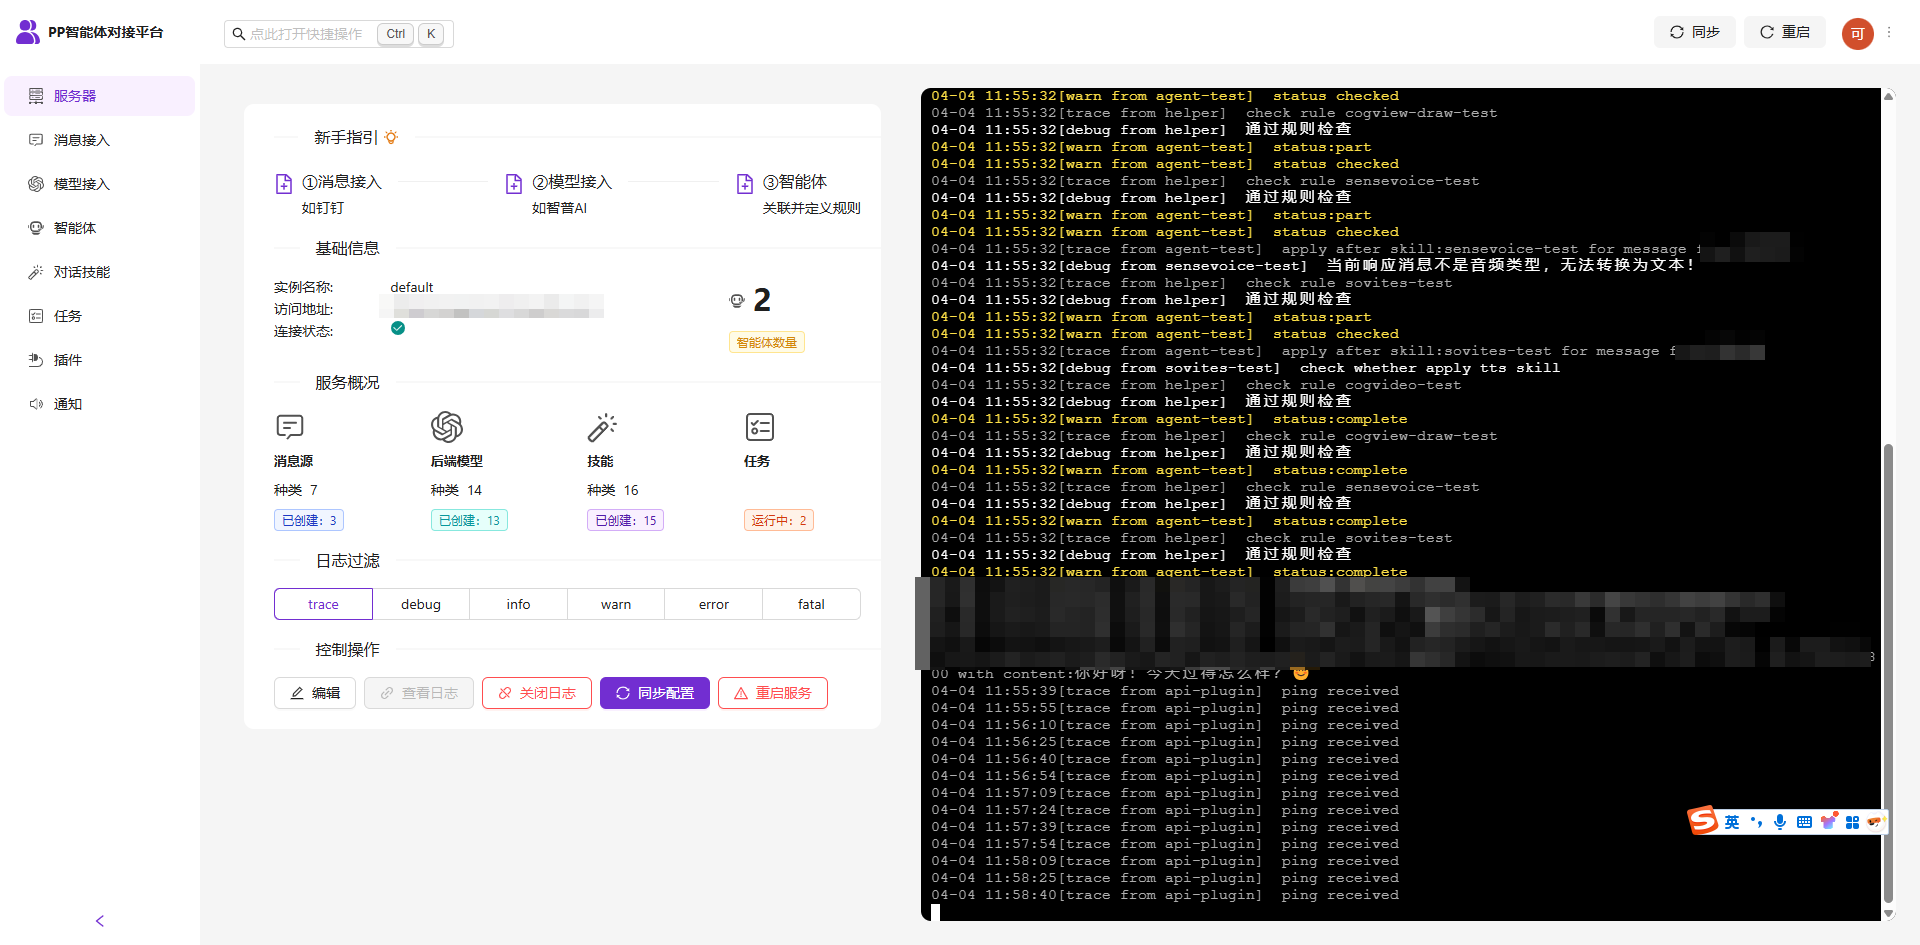 PP智能体对接平台
点此打开快捷操作 Ctrl K
同步
重启
可
服务器
消息接入
模型接入
智能体
对话技能
任务
插件
通知
新手指引
①消息接入
如钉钉
②模型接入
如智普AI
③智能体
关联并定义规则
基础信息
实例名称: default
访问地址:
连接状态:
2
智能体数量
服务概况
消息源
种类 7
已创建: 3
后端模型
种类 14
已创建: 13
技能
种类 16
已创建: 15
任务
运行中: 2
日志过滤
trace debug info warn error fatal
控制操作
编辑 查看日志 关闭日志 同步配置 重启服务
04-04 11:55:32[warn from agent-test] status checked
04-04 11:55:32[trace from helper] check rule cogview-draw-test
04-04 11:55:32[debug from helper] 通过规则检查
04-04 11:55:32[warn from agent-test] status:part
04-04 11:55:32[warn from agent-test] status checked
04-04 11:55:32[trace from helper] check rule sensevoice-test
04-04 11:55:32[debug from helper] 通过规则检查
04-04 11:55:32[warn from agent-test] status:part
04-04 11:55:32[warn from agent-test] status checked
04-04 11:55:32[trace from agent-test] apply after skill:sensevoice-test for message
04-04 11:55:32[debug from sensevoice-test] 当前响应消息不是音频类型，无法转换为文本！
04-04 11:55:32[trace from helper] check rule sovites-test
04-04 11:55:32[debug from helper] 通过规则检查
04-04 11:55:32[warn from agent-test] status:part
04-04 11:55:32[warn from agent-test] status checked
04-04 11:55:32[trace from agent-test] apply after skill:sovites-test for message f
04-04 11:55:32[debug from sovites-test] check whether apply tts skill
04-04 11:55:32[trace from helper] check rule cogvideo-test
04-04 11:55:32[debug from helper] 通过规则检查
04-04 11:55:32[warn from agent-test] status:complete
04-04 11:55:32[trace from helper] check rule cogview-draw-test
04-04 11:55:32[debug from helper] 通过规则检查
04-04 11:55:32[warn from agent-test] status:complete
04-04 11:55:32[trace from helper] check rule sensevoice-test
04-04 11:55:32[debug from helper] 通过规则检查
04-04 11:55:32[warn from agent-test] status:complete
04-04 11:55:32[trace from helper] check rule sovites-test
04-04 11:55:32[debug from helper] 通过规则检查
04-04 11:55:32[warn from agent-test] status:complete
00 with content:你好呀！今天过得怎么样？😊
04-04 11:55:39[trace from api-plugin] ping received
04-04 11:55:55[trace from api-plugin] ping received
04-04 11:56:10[trace from api-plugin] ping received
04-04 11:56:25[trace from api-plugin] ping received
04-04 11:56:40[trace from api-plugin] ping received
04-04 11:56:54[trace from api-plugin] ping received
04-04 11:57:09[trace from api-plugin] ping received
04-04 11:57:24[trace from api-plugin] ping received
04-04 11:57:39[trace from api-plugin] ping received
04-04 11:57:54[trace from api-plugin] ping received
04-04 11:58:09[trace from api-plugin] ping received
04-04 11:58:25[trace from api-plugin] ping received
04-04 11:58:40[trace from api-plugin] ping received
英